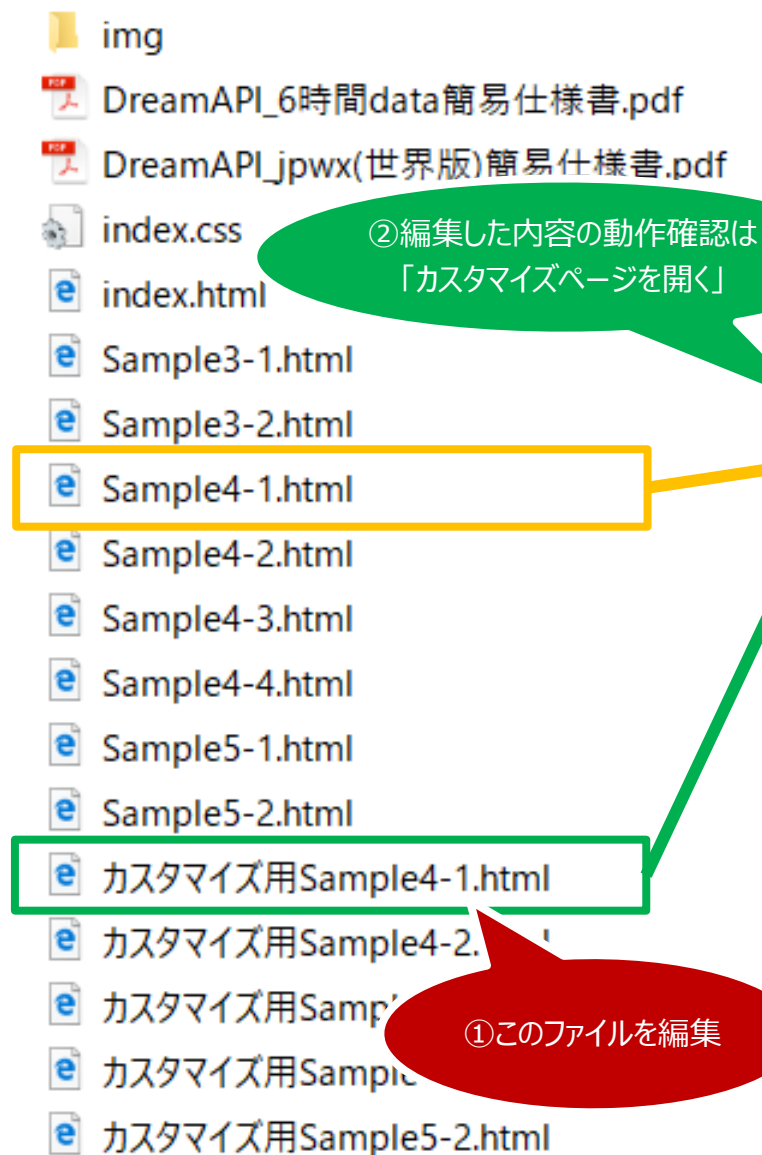 img
DreamAPI_6時間data簡易仕様書.pdf
DreamAPI_jpwx(世界版)簡易仕様書.pdf
index.css
②編集した内容の動作確認は
「カスタマイズページを開く」
index.html
Sample3-1.html
Sample3-2.html
Sample4-1.html
Sample4-2.html
Sample4-3.html
Sample4-4.html
Sample5-1.html
Sample5-2.html
カスタマイズ用Sample4-1.html
カスタマイズ用Sample4-2.
カスタマイズ用Samp
①このファイルを編集
カスタマイズ用Sample
カスタマイズ用Sample5-2.html